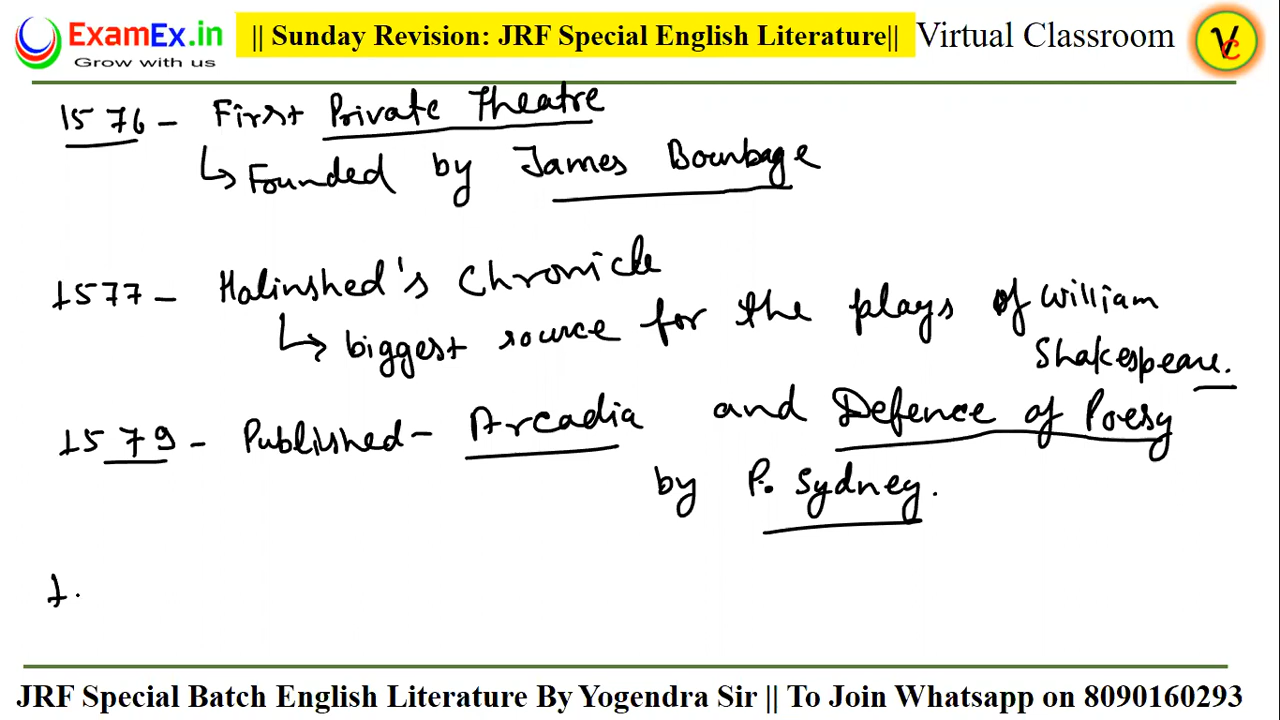 ExamEx.in
Grow with us
|| Sunday Revision: JRF Special English Literature||
Virtual Classroom
VC
1576 - First Private Theatre
↳ Founded by James Bourbage
1577 - Halinshed's Chronicle
↳ biggest source for the plays of William
Shakespeare.
1579 - Published - Arcadia and Defence of Poesy
by P. Sydney.
1.
JRF Special Batch English Literature By Yogendra Sir || To Join Whatsapp on 8090160293